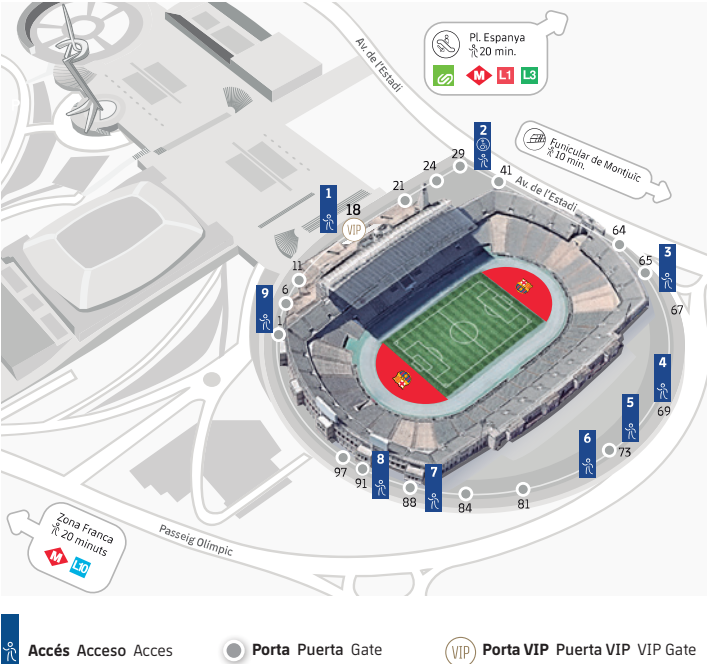 Pl. Espanya
20 min.
M L1 L3
Av. de l'Estadi
Funicular de Montjuïc
10 min.
2
29
24
41
Av. de l'Estadi
21
1
18
VIP
64
65
3
11
6
9
1
67
4
69
5
6
73
97
91
8
7
88
84
81
Zona Franca
20 minuts
M L10
Passeig Olímpic
Accés Acceso Acces
Porta Puerta Gate
VIP Porta VIP Puerta VIP VIP Gate